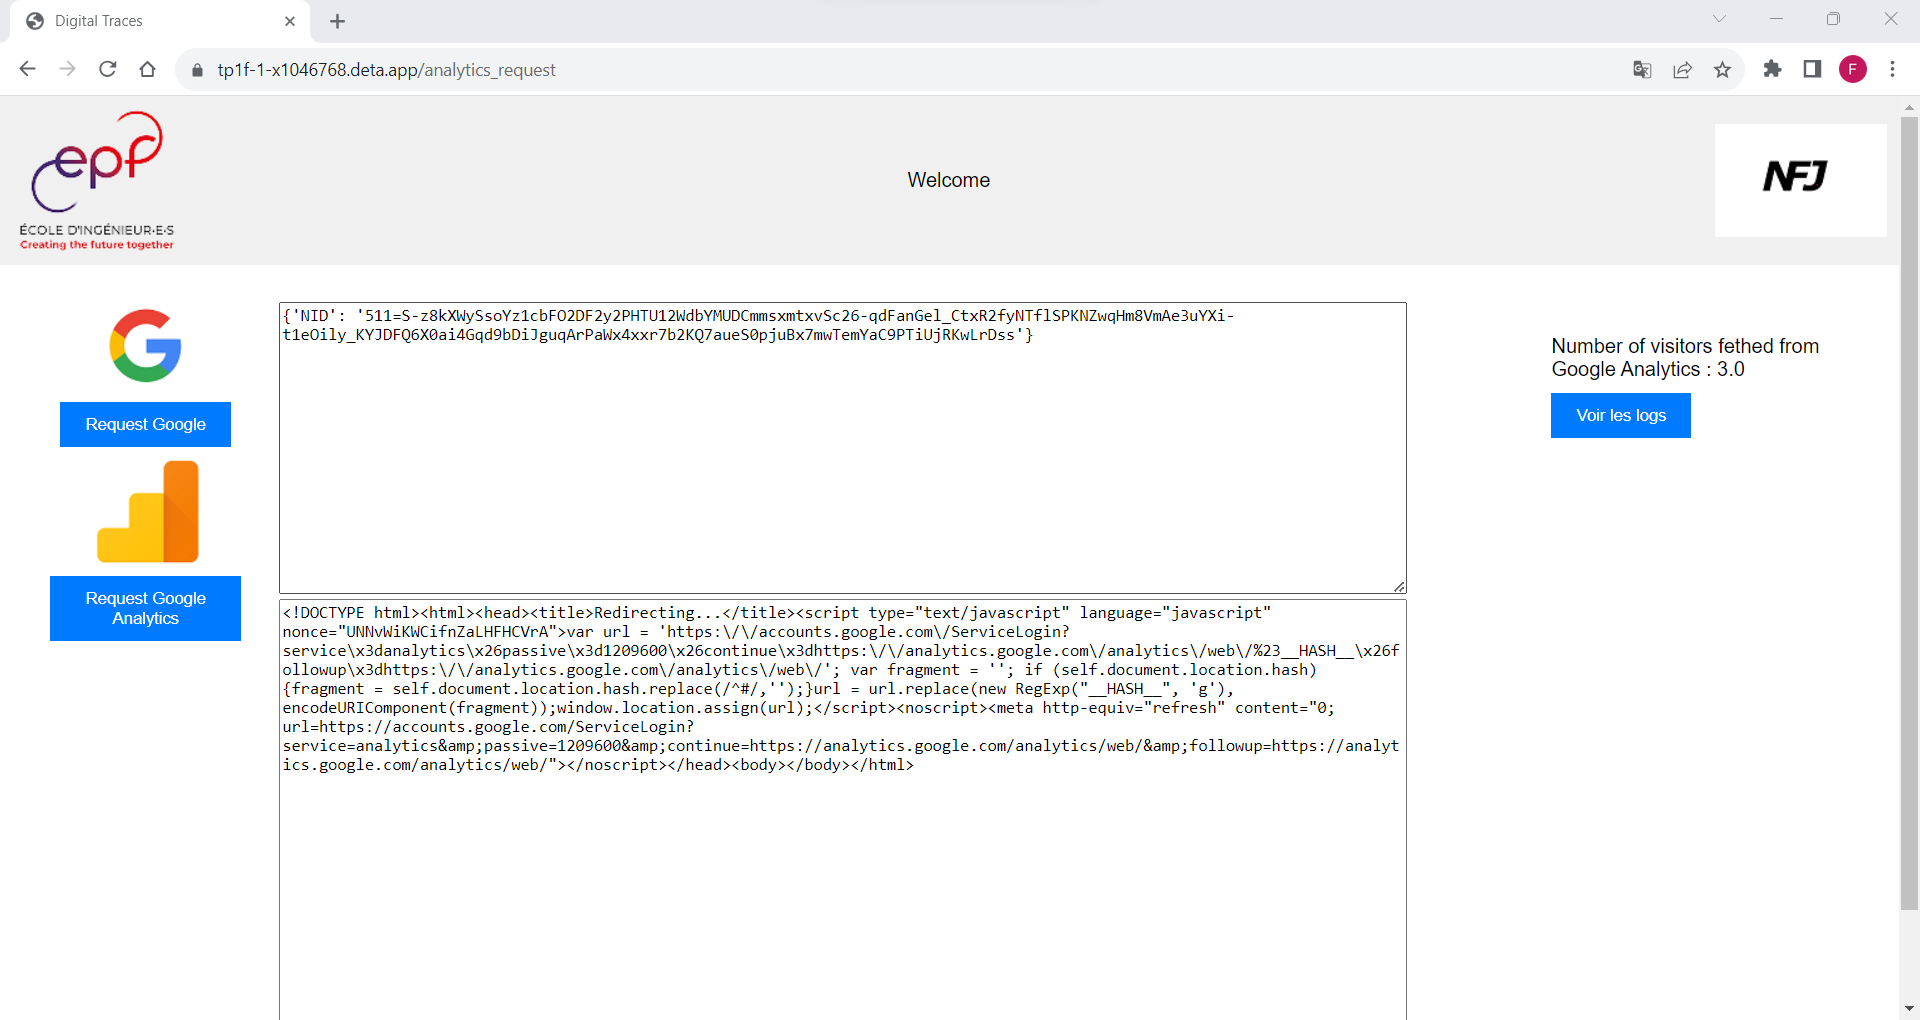 Digital Traces
tp1f-1-x1046768.deta.app/analytics_request
F
epf
ÉCOLE D'INGÉNIEUR·E·S
Creating the future together
Welcome
NFJ
Request Google
Request Google
Analytics
{'NID': '511=S-z8kXWySsoYz1cbFO2DF2y2PHTU12WdbYMUDCmmsxmtxvSc26-qdFanGel_CtxR2fyNTflSPKNZwqHm8VmAe3uYXi-
t1eOily_KYJDFQ6X0ai4Gqd9bDiJguqArPaWx4xxr7b2KQ7aueS0pjuBx7mwTemYaC9PTiUjRKwLrDss'}
<!DOCTYPE html><html><head><title>Redirecting...</title><script type="text/javascript" language="javascript"
nonce="UNNvWiKWCifnZaLHFHCVrA">var url = 'https:\/\/accounts.google.com\/ServiceLogin?
service\x3danalytics\x26passive\x3d1209600\x26continue\x3dhttps:\/\/analytics.google.com\/analytics\/web\/%23__HASH__\x26f
ollowup\x3dhttps:\/\/analytics.google.com\/analytics\/web\/'; var fragment = ''; if (self.document.location.hash)
{fragment = self.document.location.hash.replace(/^#/,'');}url = url.replace(new RegExp("__HASH__", 'g'),
encodeURIComponent(fragment));window.location.assign(url);</script><noscript><meta http-equiv="refresh" content="0;
url=https://accounts.google.com/ServiceLogin?
service=analytics&amp;passive=1209600&amp;continue=https://analytics.google.com/analytics/web/&amp;followup=https://analyt
ics.google.com/analytics/web/"></noscript></head><body></body></html>
Number of visitors fethed from
Google Analytics : 3.0
Voir les logs